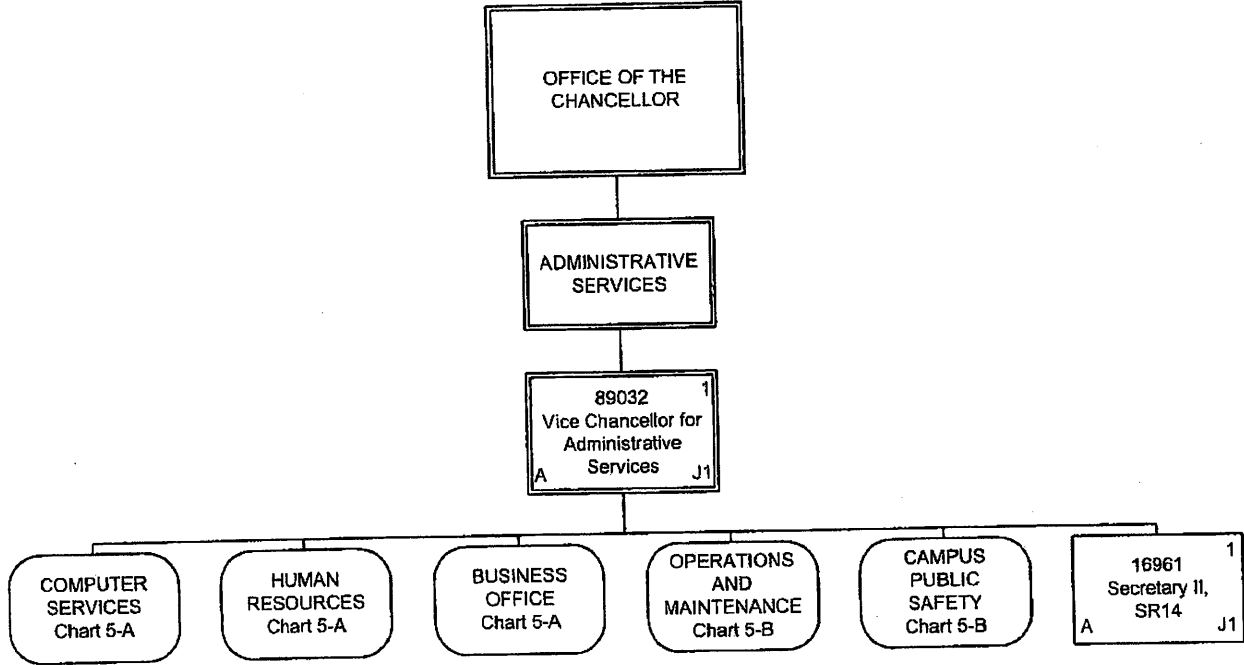 OFFICE OF THE
CHANCELLOR
ADMINISTRATIVE
SERVICES
89032 1
Vice Chancellor for
Administrative
Services
A J1
COMPUTER
SERVICES
Chart 5-A
HUMAN
RESOURCES
Chart 5-A
BUSINESS
OFFICE
Chart 5-A
OPERATIONS
AND
MAINTENANCE
Chart 5-B
CAMPUS
PUBLIC
SAFETY
Chart 5-B
16961 1
Secretary II,
SR14
A J1